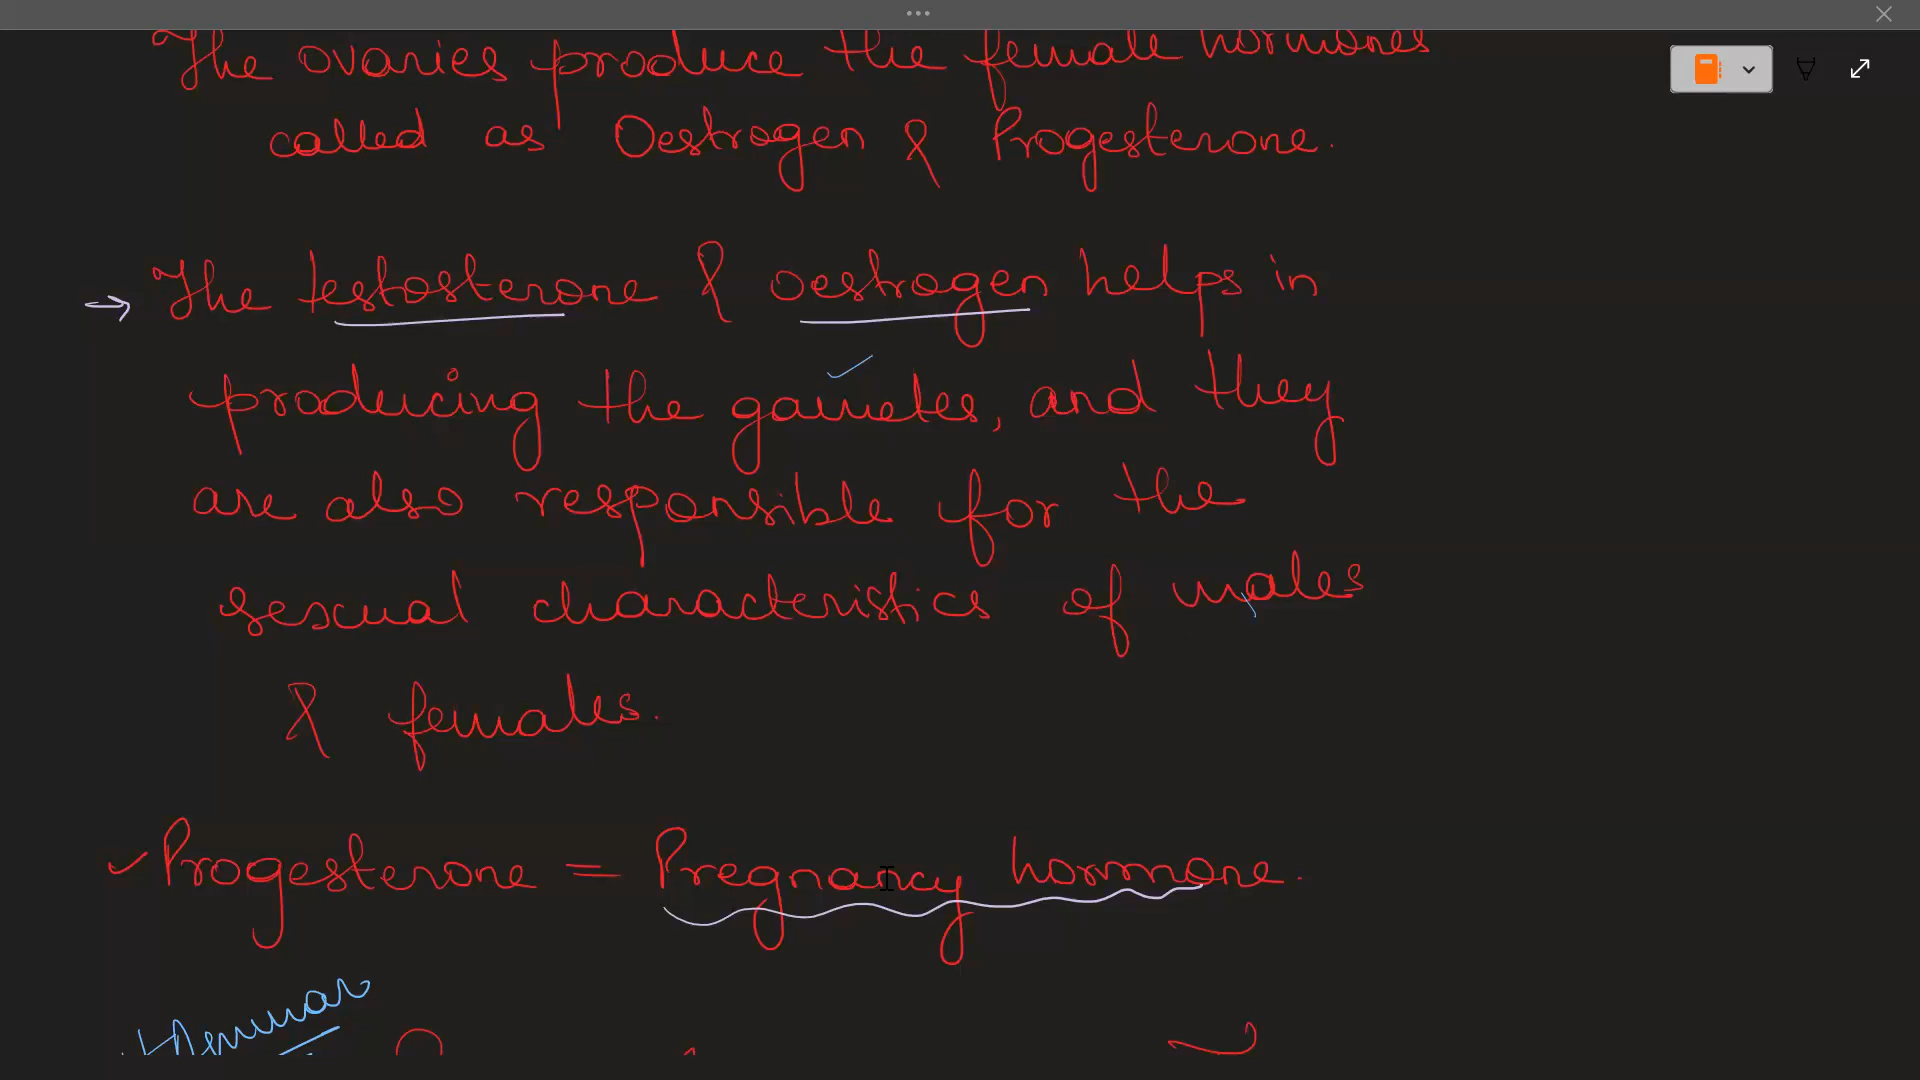 The ovaries produce the female hormones
called as Oestrogen & Progesterone.
→ The testosterone & oestrogen helps in
producing the gametes, and they
are also responsible for the
sexual characteristics of males
& females.
✓ Progesterone = Pregnancy hormone.